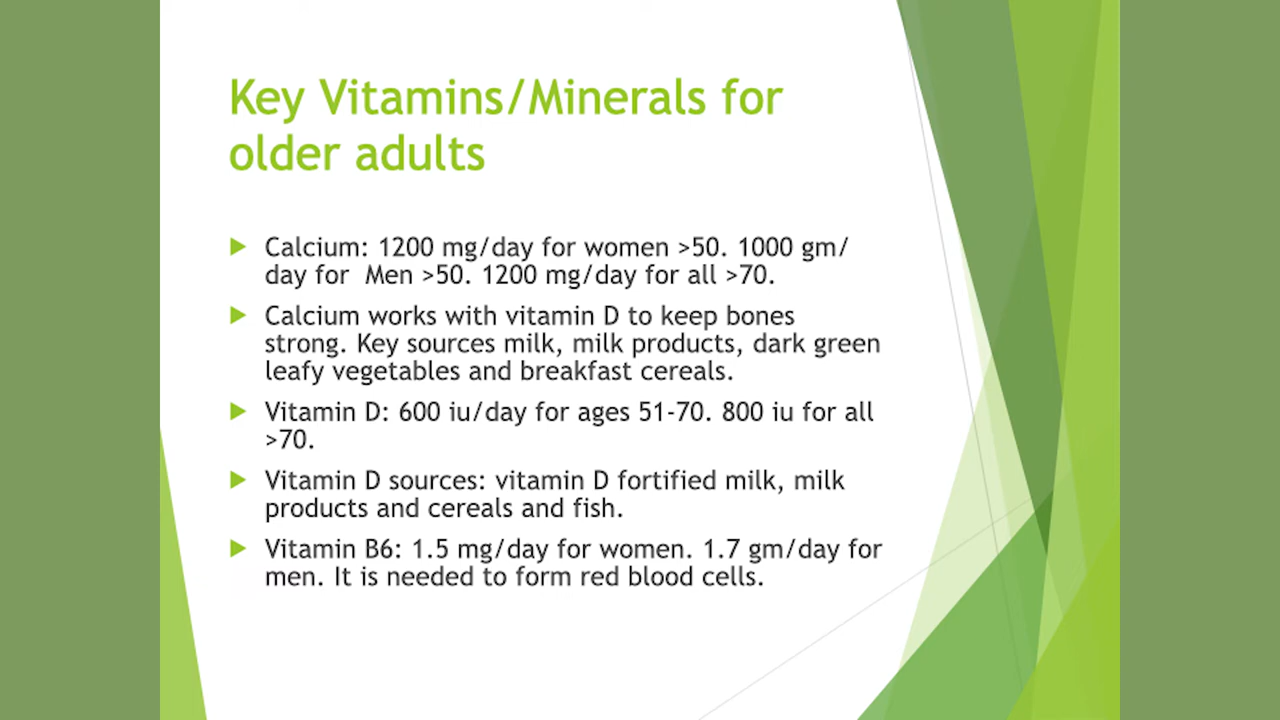 Key Vitamins/Minerals for
older adults
Calcium: 1200 mg/day for women >50. 1000 gm/
day for Men >50. 1200 mg/day for all >70.
Calcium works with vitamin D to keep bones
strong. Key sources milk, milk products, dark green
leafy vegetables and breakfast cereals.
Vitamin D: 600 iu/day for ages 51-70. 800 iu for all
>70.
Vitamin D sources: vitamin D fortified milk, milk
products and cereals and fish.
Vitamin B6: 1.5 mg/day for women. 1.7 gm/day for
men. It is needed to form red blood cells.